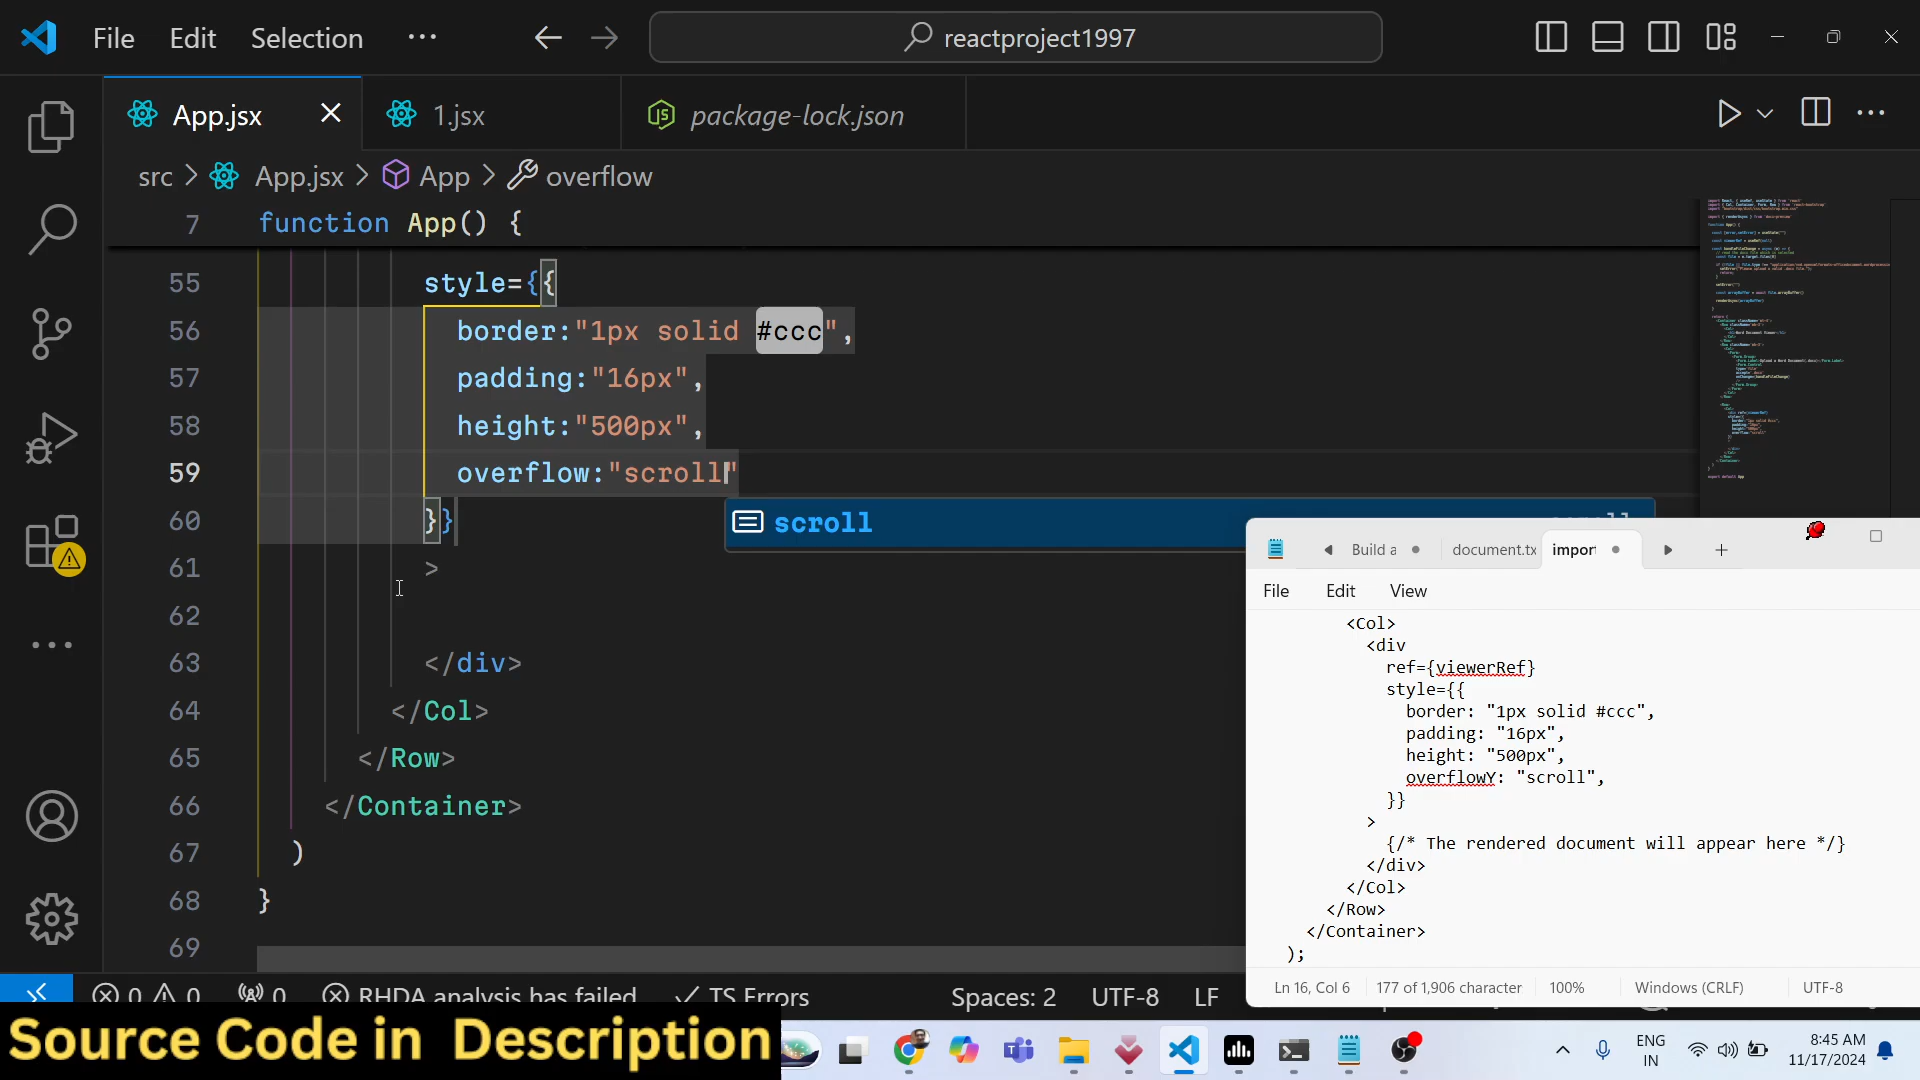 File Edit Selection ··· reactproject1997
App.jsx 1.jsx package-lock.json
src > App.jsx > App > overflow
7 function App() {
55 style={{
56 border:"1px solid #ccc",
57 padding:"16px",
58 height:"500px",
59 overflow:"scroll"
60 }}
scroll
61 >
62
63 </div>
64 </Col>
65 </Row>
66 </Container>
67 )
68 }
69
Build a document.tx impor
File Edit View
<Col>
<div
ref={viewerRef}
style={{
border: "1px solid #ccc",
padding: "16px",
height: "500px",
overflowY: "scroll",
}}
>
{/* The rendered document will appear here */}
</div>
</Col>
</Row>
</Container>
);
Ln 16, Col 6 177 of 1,906 character 100% Windows (CRLF) UTF-8
0 0 0 RHDA analysis has failed TS Errors Spaces: 2 UTF-8 LF
Source Code in Description
ENG
IN
8:45 AM
11/17/2024